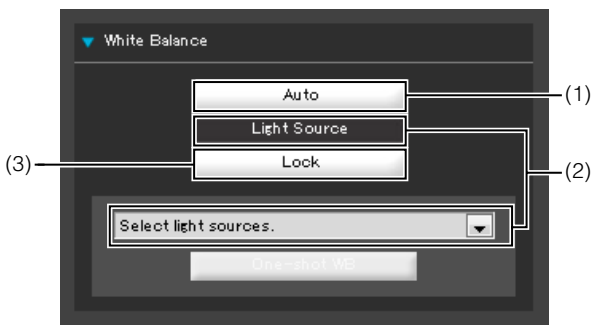 White Balance
Auto
(1)
Light Source
(3)
Lock
(2)
Select light sources.
One-shot WB